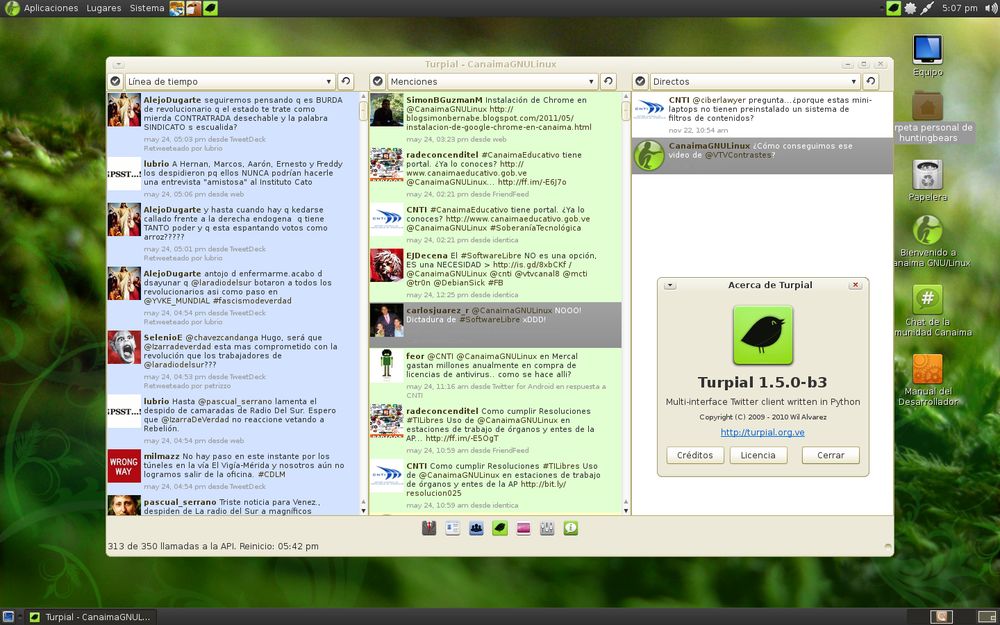 Aplicaciones Lugares Sistema
5:07 pm
Turpial - CanaimaGNULinux
Línea de tiempo
AlejoDugarte seguiremos pensando q es BURDA
de revolucionario q el estado te trate como
mierda CONTRATRADA desechable y la palabra
SINDICATO s escualida?
may 24, 05:03 pm desde TweetDeck
Retweeteado por lubrio
lubrio A Hernan, Marcos, Aarón, Ernesto y Freddy
los despidieron pq ellos NUNCA podrían hacerle
una entrevista "amistosa" al Instituto Cato
may 24, 05:06 pm desde web
AlejoDugarte y hasta cuando hay q kedarse
callado frente a la derecha endogena q tiene
TANTO poder y q esta espantando votos como
arroz?????
may 24, 05:01 pm desde TweetDeck
Retweeteado por lubrio
AlejoDugarte antojo d enfermarme.acabo d
dsayunar q @laradiodelsur botaron a todos los
revolucionarios asi como paso en
@YVKE_MUNDIAL #fascismodeverdad
may 24, 04:54 pm desde TweetDeck
Retweeteado por lubrio
SelenioE @chavezcandanga Hugo, será que
@Izarradeverdad esta mas comprometido con la
revolución que los trabajadores de
@laradiodelsur???
may 24, 04:53 pm desde TweetDeck
Retweeteado por petrizzo
lubrio Hasta @pascual_serrano lamenta el
despido de camaradas de Radio Del Sur. Espero
que @IzarraDeVerdad no reaccione vetando a
Rebelión.
may 24, 04:54 pm desde web
WRONG
WAY
milmazz No hay paso en este instante por los
túneles en la vía El Vigía-Mérida y nosotros aún no
logramos salir de la oficina. #CDLM
may 24, 04:54 pm desde TweetDeck
pascual_serrano Triste noticia para Venez.,
despiden de La radio del Sur a magníficos
Menciones
SimonBGuzmanM Instalación de Chrome en
@CanaimaGNULinux http://
blogsimonbernabe.blogspot.com/2011/05/
instalacion-de-google-chrome-en-canaima.html
may 24, 03:23 pm desde web
radeconcenditel #CanaimaEducativo tiene
portal. ¿Ya lo conoces? http://
www.canaimaeducativo.gob.ve
@CanaimaGNULinux... http://ff.im/-E6J7o
may 24, 02:21 pm desde FriendFeed
CNTI #CanaimaEducativo tiene portal. ¿Ya lo
conoces? http://www.canaimaeducativo.gob.ve
@CanaimaGNULinux #SoberaníaTecnológica
may 24, 02:21 pm desde identica
EJDecena El #SoftwareLibre NO es una opción,
ES una NECESIDAD > http://is.gd/8xbCKf /
@CanaimaGNULinux @cnti @vtvcanal8 @mcti
@tr0n @DebianSick #FB
may 24, 12:25 pm desde identica
carlosjuarez_r @CanaimaGNULinux NOOO!
Dictadura de #SoftwareLibre xDDD!
feor @CNTI @CanaimaGNULinux en Mercal
gastan millones anualmente en compra de
licencias de antivirus.. como se hace alli?
may 24, 11:16 am desde Twitter for Android en respuesta a
CNTI
radeconcenditel Como cumplir Resoluciones
#TILibres Uso de @CanaimaGNULinux en
estaciones de trabajo de órganos y entes de la
AP... http://ff.im/-E5OgT
may 24, 10:59 am desde FriendFeed
CNTI Como cumplir Resoluciones #TILibres Uso
de @CanaimaGNULinux en estaciones de trabajo
de órganos y entes de la AP http://bit.ly/
resolucion025
may 24, 10:59 am desde identica
Directos
CNTI @ciberlawyer pregunta...¿porque estas mini-
laptops no tienen preinstalado un sistema de
filtros de contenidos?
nov 22, 10:54 am
CanaimaGNULinux ¿Cómo conseguimos ese
video de @VTVContrastes?
Acerca de Turpial
Turpial 1.5.0-b3
Multi-interface Twitter client written in Python
Copyright (C) 2009 - 2010 Wil Alvarez
http://turpial.org.ve
Créditos Licencia Cerrar
313 de 350 llamadas a la API. Reinicio: 05:42 pm
Equipo
rpeta personal de
huntingbears
Papelera
Bienvenido a
anaima GNU/Linux
Chat de la
munidad Canaima
Manual del
Desarrollador
Turpial - CanaimaGNUL...